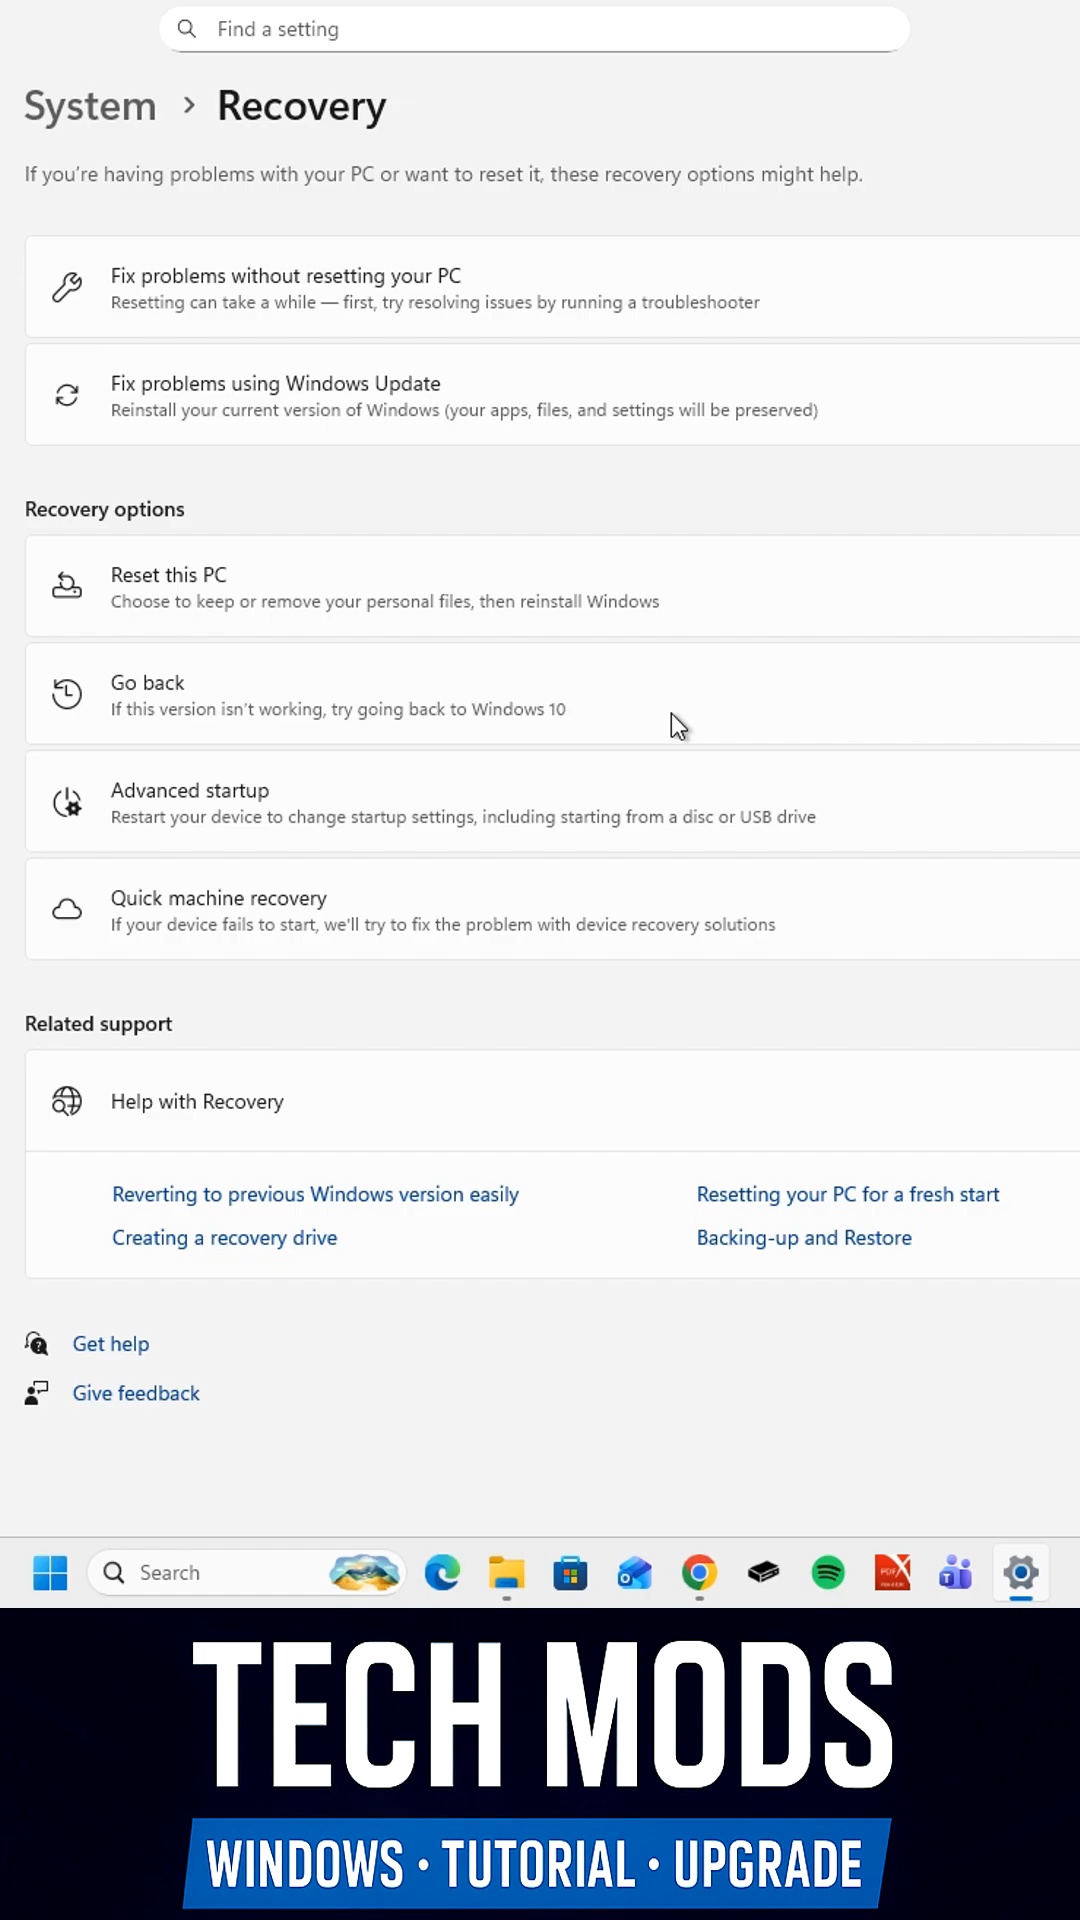 Find a setting
System > Recovery
If you're having problems with your PC or want to reset it, these recovery options might help.
Fix problems without resetting your PC
Resetting can take a while — first, try resolving issues by running a troubleshooter
Fix problems using Windows Update
Reinstall your current version of Windows (your apps, files, and settings will be preserved)
Recovery options
Reset this PC
Choose to keep or remove your personal files, then reinstall Windows
Go back
If this version isn't working, try going back to Windows 10
Advanced startup
Restart your device to change startup settings, including starting from a disc or USB drive
Quick machine recovery
If your device fails to start, we'll try to fix the problem with device recovery solutions
Related support
Help with Recovery
Reverting to previous Windows version easily
Resetting your PC for a fresh start
Creating a recovery drive
Backing-up and Restore
Get help
Give feedback
Search
PDF X
TECH MODS
WINDOWS • TUTORIAL • UPGRADE